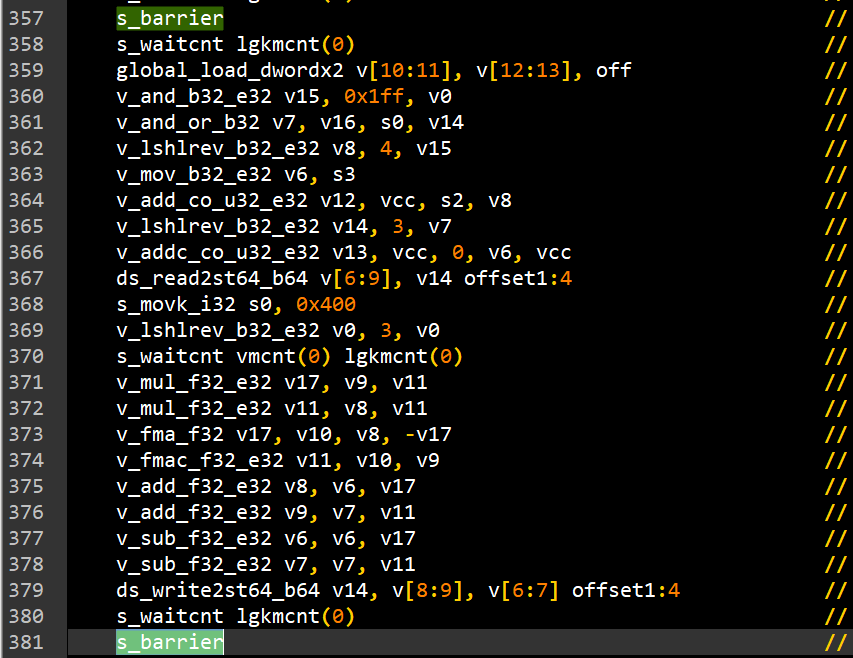 357 s_barrier //
358 s_waitcnt lgkmcnt(0) //
359 global_load_dwordx2 v[10:11], v[12:13], off //
360 v_and_b32_e32 v15, 0x1ff, v0 //
361 v_and_or_b32 v7, v16, s0, v14 //
362 v_lshlrev_b32_e32 v8, 4, v15 //
363 v_mov_b32_e32 v6, s3 //
364 v_add_co_u32_e32 v12, vcc, s2, v8 //
365 v_lshlrev_b32_e32 v14, 3, v7 //
366 v_addc_co_u32_e32 v13, vcc, 0, v6, vcc //
367 ds_read2st64_b64 v[6:9], v14 offset1:4 //
368 s_movk_i32 s0, 0x400 //
369 v_lshlrev_b32_e32 v0, 3, v0 //
370 s_waitcnt vmcnt(0) lgkmcnt(0) //
371 v_mul_f32_e32 v17, v9, v11 //
372 v_mul_f32_e32 v11, v8, v11 //
373 v_fma_f32 v17, v10, v8, -v17 //
374 v_fmac_f32_e32 v11, v10, v9 //
375 v_add_f32_e32 v8, v6, v17 //
376 v_add_f32_e32 v9, v7, v11 //
377 v_sub_f32_e32 v6, v6, v17 //
378 v_sub_f32_e32 v7, v7, v11 //
379 ds_write2st64_b64 v14, v[8:9], v[6:7] offset1:4 //
380 s_waitcnt lgkmcnt(0) //
381 s_barrier //